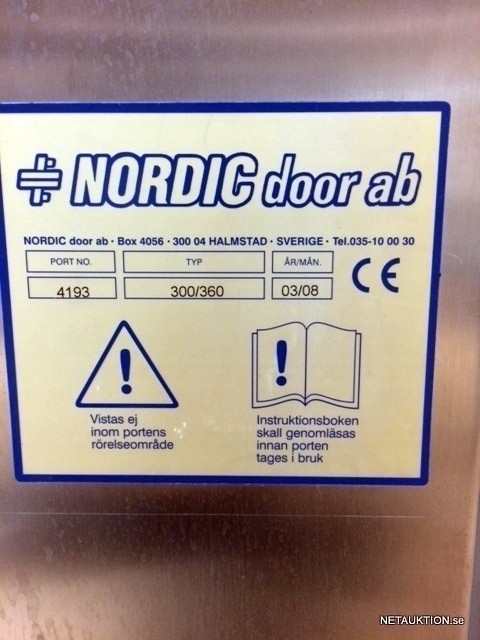 NORDIC door ab
NORDIC door ab · Box 4056 · 300 04 HALMSTAD · SVERIGE · Tel.035-10 00 30
PORT NO. TYP ÅR/MÅN. CE
4193 300/360 03/08
Vistas ej
inom portens
rörelseområde
Instruktionsboken
skall genomläsas
innan porten
tages i bruk
NETAUKTION.se